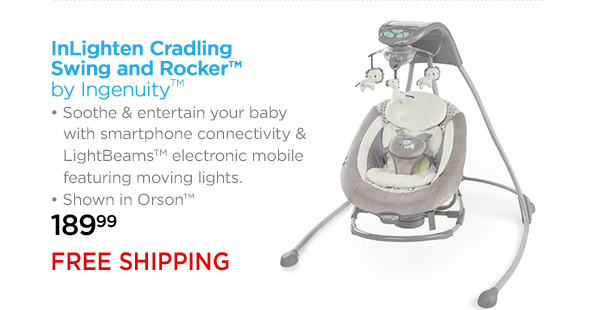 InLighten Cradling
Swing and Rocker™
by Ingenuity™
• Soothe & entertain your baby
with smartphone connectivity &
LightBeams™ electronic mobile
featuring moving lights.
• Shown in Orson™
189⁹⁹
FREE SHIPPING